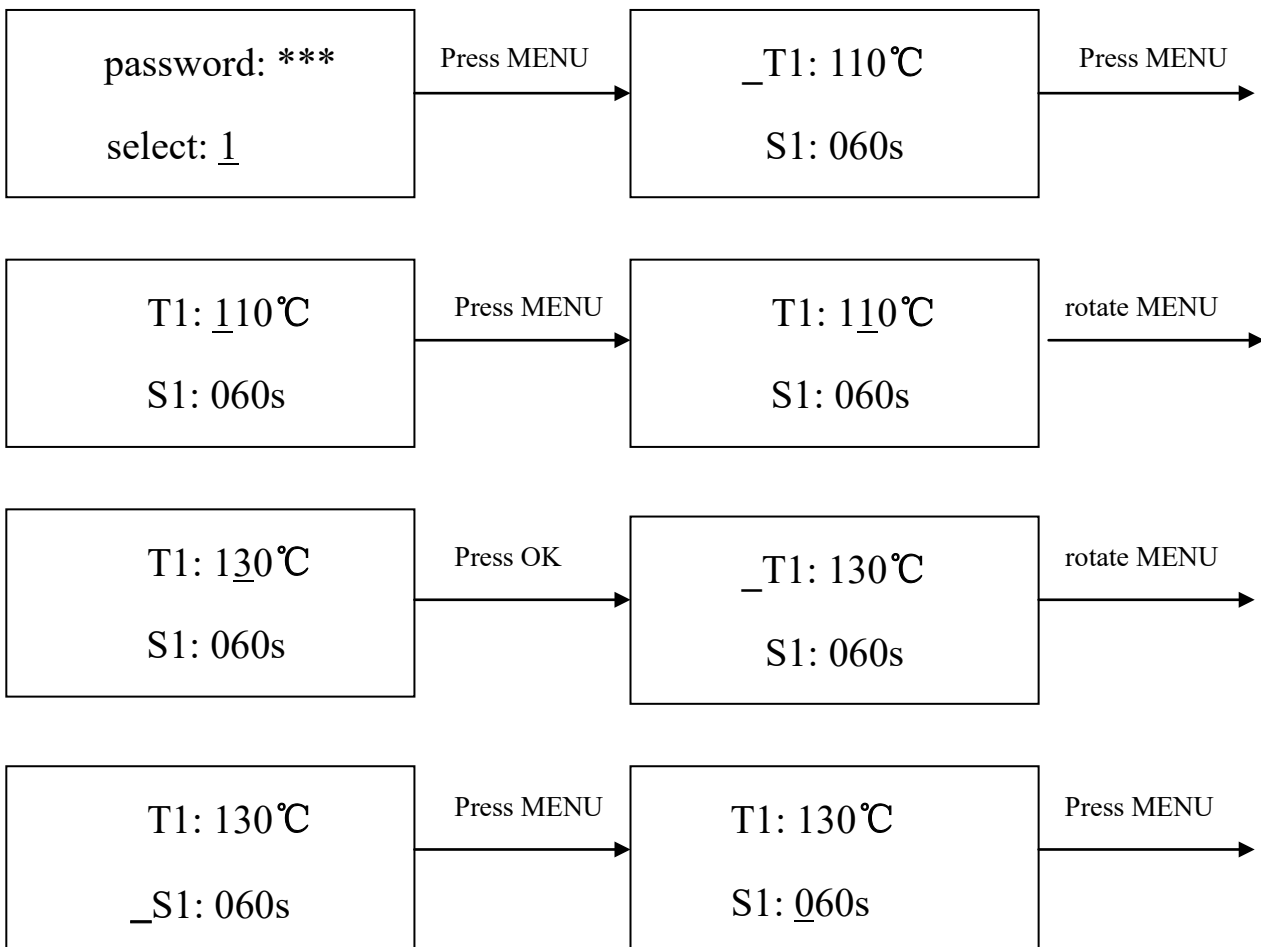 password: ***
Press MENU
_T1: 110℃
Press MENU
select: 1
S1: 060s
T1: 110℃
Press MENU
T1: 110℃
rotate MENU
S1: 060s
S1: 060s
T1: 130℃
Press OK
_T1: 130℃
rotate MENU
S1: 060s
S1: 060s
T1: 130℃
Press MENU
T1: 130℃
Press MENU
_S1: 060s
S1: 060s